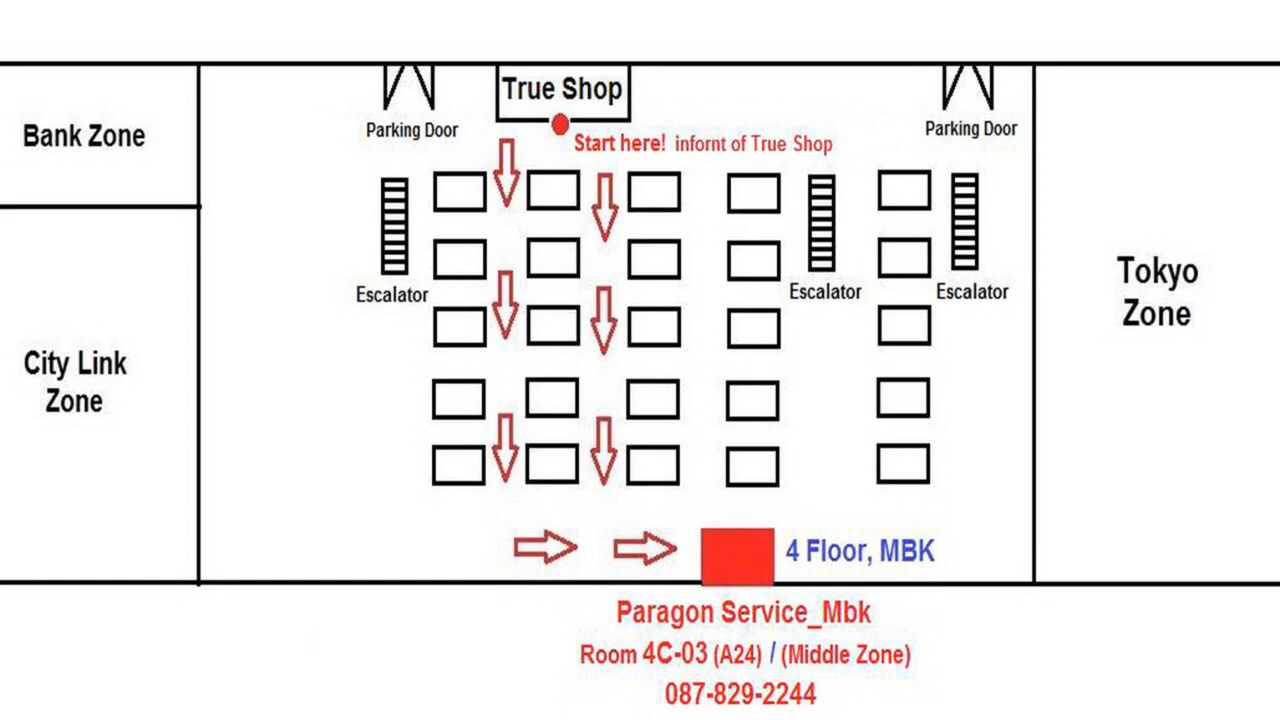 True Shop
Bank Zone
Parking Door
Parking Door
Start here! infornt of True Shop
Escalator
Escalator
Escalator
Tokyo
Zone
City Link
Zone
4 Floor, MBK
Paragon Service_Mbk
Room 4C-03 (A24) / (Middle Zone)
087-829-2244